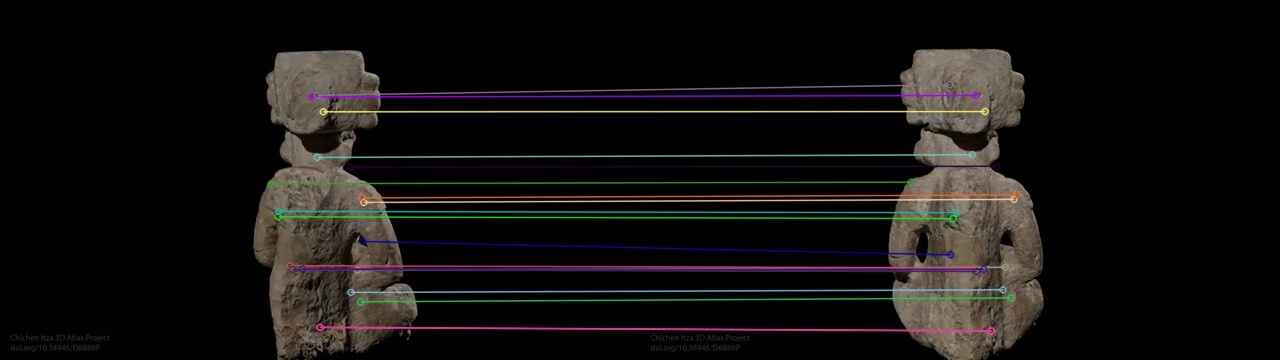 Chichen Itza 3D Atlas Project
doi.org/10.34946/D6B88P
Chichen Itza 3D Atlas Project
doi.org/10.34946/D6B88P